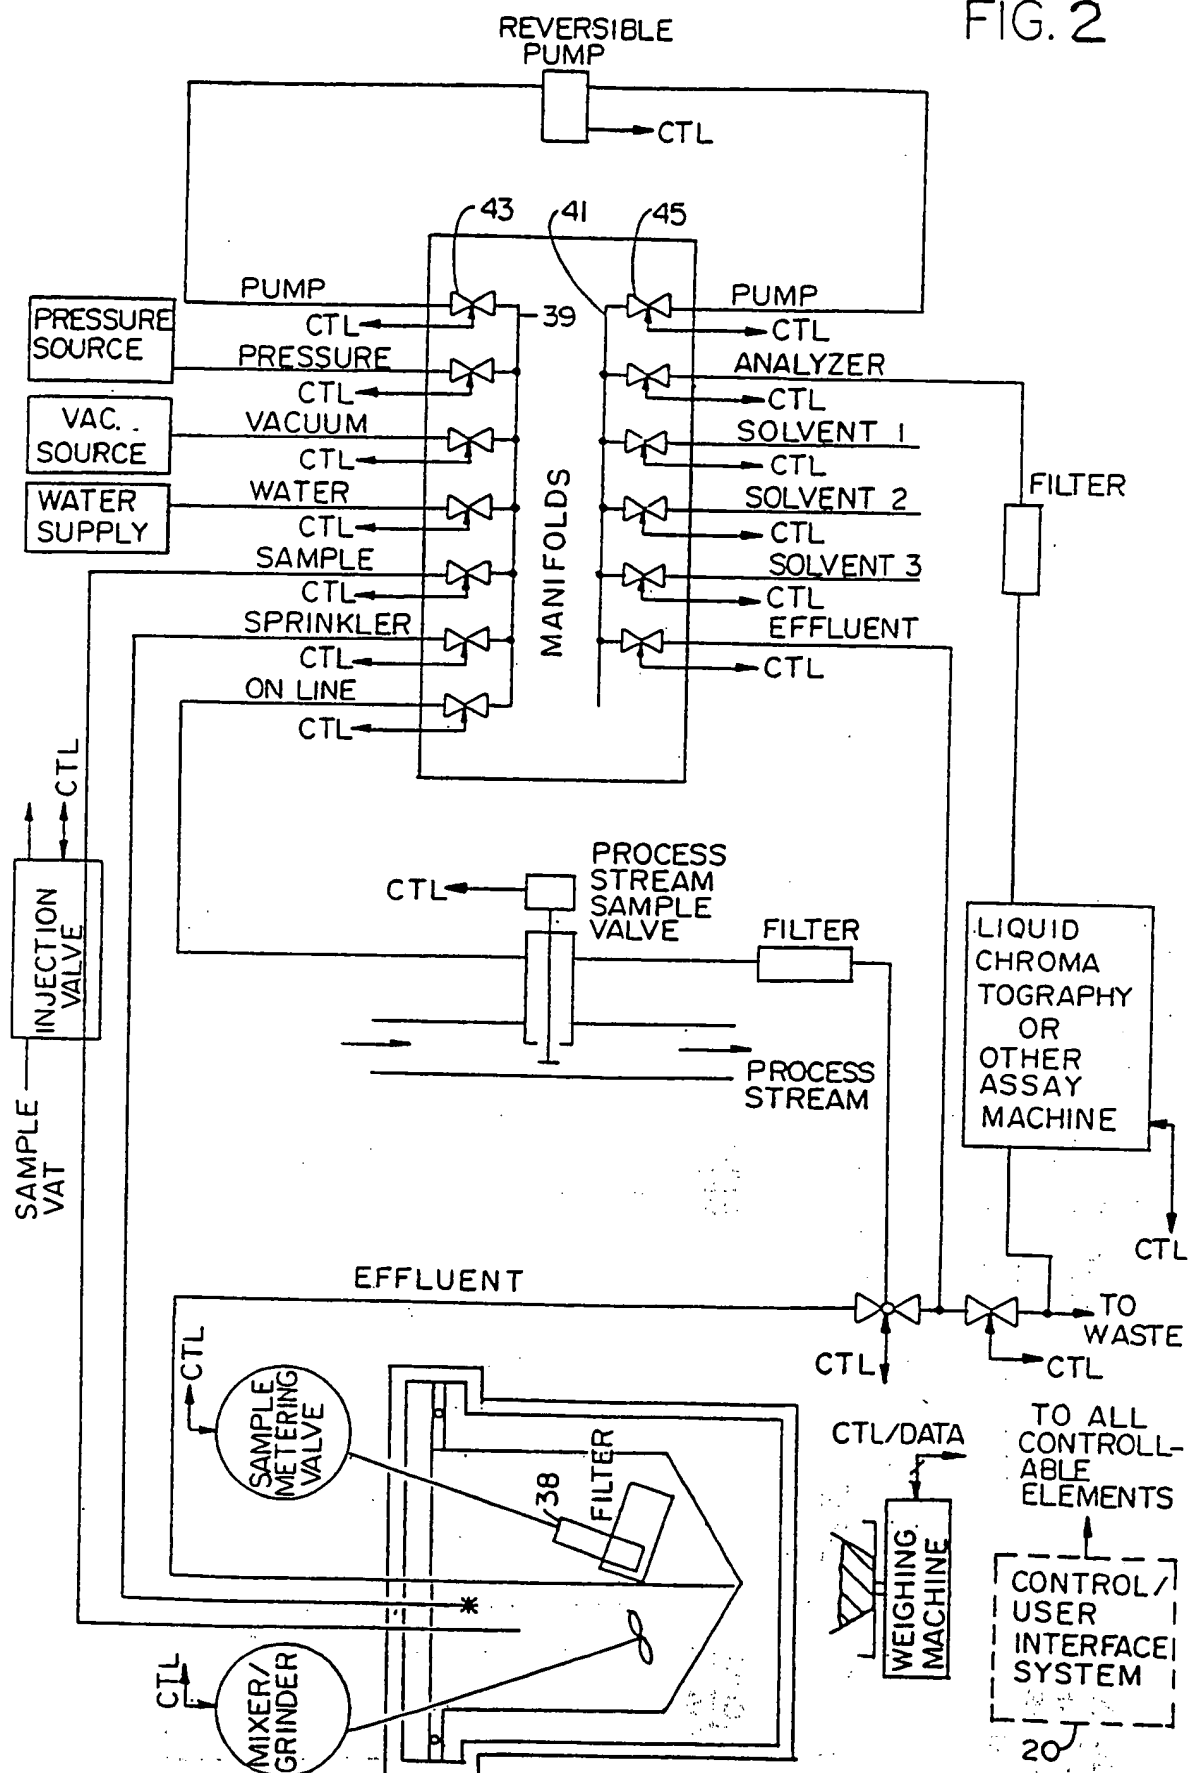 FIG. 2
REVERSIBLE
PUMP
CTL
43
41
45
PUMP
PUMP
39
CTL
CTL
PRESSURE
SOURCE
PRESSURE
ANALYZER
CTL
CTL
VAC.
SOURCE
VACUUM
SOLVENT 1
CTL
CTL
FILTER
WATER
SUPPLY
WATER
SOLVENT 2
CTL
CTL
MANIFOLDS
SAMPLE
SOLVENT 3
CTL
CTL
SPRINKLER
EFFLUENT
CTL
CTL
ON LINE
CTL
CTL
INJECTION
VALVE
SAMPLE
VAT
PROCESS
STREAM
SAMPLE
VALVE
CTL
FILTER
PROCESS
STREAM
LIQUID
CHROMA
TOGRAPHY
OR
OTHER
ASSAY
MACHINE
CTL
EFFLUENT
TO
WASTE
CTL
CTL
CTL
SAMPLE
METERING
VALVE
38
FILTER
CTL
MIXER/
GRINDER
CTL/DATA
WEIGHING
MACHINE
TO ALL
CONTROLL-
ABLE
ELEMENTS
CONTROL/
USER
INTERFACE
SYSTEM
20